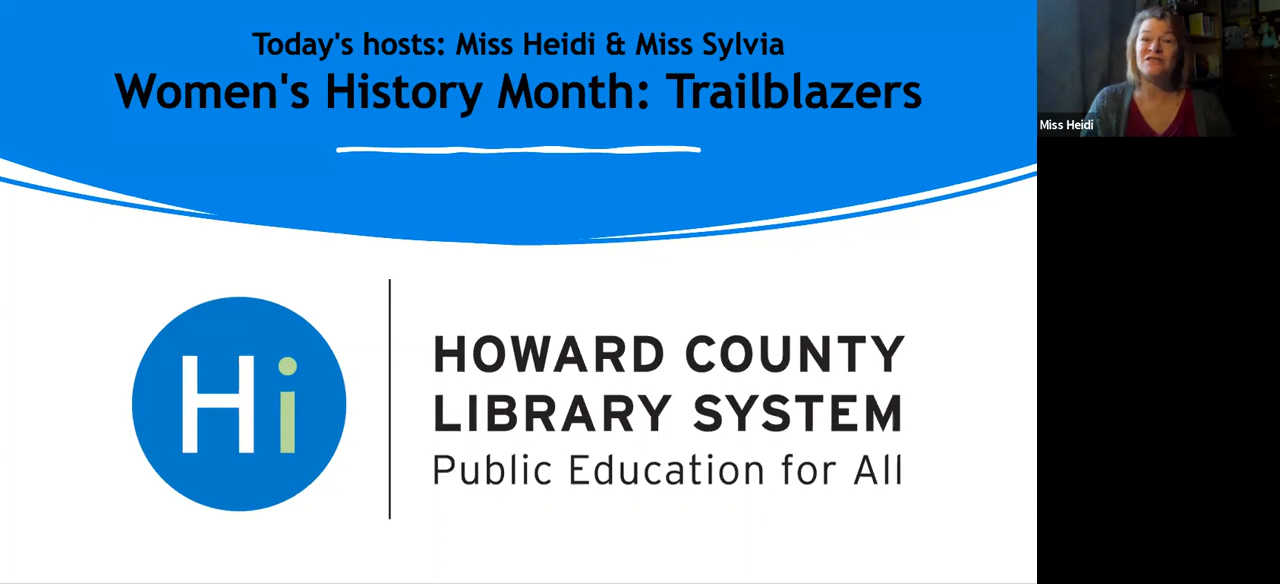 Today's hosts: Miss Heidi & Miss Sylvia
Women's History Month: Trailblazers
Hi
HOWARD COUNTY
LIBRARY SYSTEM
Public Education for All
Miss Heidi